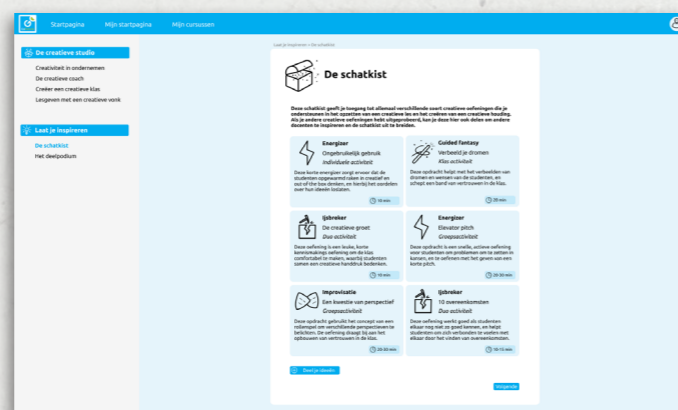 Startpagina Mijn startpagina Mijn cursussen
De creatieve studio
Creativiteit in ondernemen
De creatieve coach
Creëer een creatieve klas
Lesgeven met een creatieve vonk
Laat je inspireren
De schatkist
Het deelpodium
Laat je inspireren > De schatkist
De schatkist
Deze schatkist geeft je toegang tot allemaal verschillende soort creatieve oefeningen die je
ondersteunen in het opzetten van een creatieve les en het creëren van een creatieve houding.
Als je andere creatieve oefeningen hebt uitgeprobeerd, kan je deze hier ook delen om andere
docenten te inspireren en de schatkist uit te breiden.
Energizer
Ongebruikelijk gebruik
Individuele activiteit
Deze korte energizer zorgt ervoor dat de
studenten opgewarmd raken in creatief en
out-of-the box denken, en hierbij het oordelen
over hun ideeën loslaten.
10 min
Guided fantasy
Verbeeld je dromen
Klas activiteit
Deze opdracht helpt met het verbeelden van
dromen en wensen van de studenten, en
schept een band van vertrouwen in de klas.
20 min
Ijsbreker
De creatieve groet
Duo activiteit
Deze oefening is een leuke, korte
kennismakings oefening om de klas
comfortabel te maken, waarbij studenten
samen een creatieve handdruk bedenken.
10 min
Energizer
Elevator pitch
Groepsactiviteit
Deze opdracht is een snelle, actieve oefening
voor studenten om problemen om te zetten in
kansen, en te oefenen met het geven van een
korte pitch.
20-30 min
Improvisatie
Een kwestie van perspectief
Groepsactiviteit
Deze opdracht gebruikt het concept van een
rollenspel om verschillende perspectieven te
belichten. De oefening draagt bij aan het
opbouwen van vertrouwen in de klas.
20-30 min
Ijsbreker
10 overeenkomsten
Duo activiteit
Deze oefening werkt goed als studenten
elkaar nog niet zo goed kennen, en helpt
studenten om zich verbonden te voelen met
elkaar door het vinden van overeenkomsten.
10-15 min
Deel je ideeën
Volgende